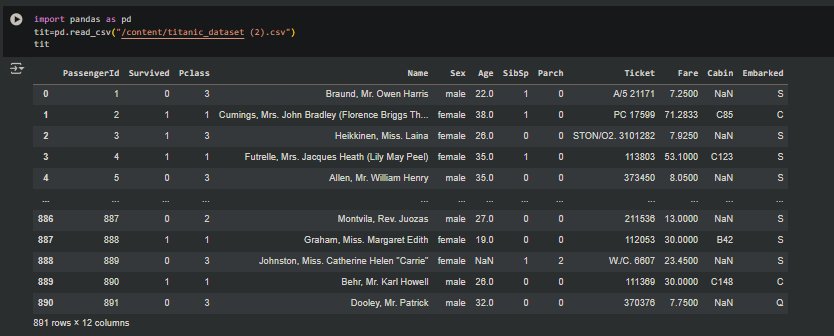 import pandas as pd
tit=pd.read_csv("/content/titanic_dataset (2).csv")
tit
PassengerId Survived Pclass Name Sex Age SibSp Parch Ticket Fare Cabin Embarked
0 1 0 3 Braund, Mr. Owen Harris male 22.0 1 0 A/5 21171 7.2500 NaN S
1 2 1 1 Cumings, Mrs. John Bradley (Florence Briggs Th... female 38.0 1 0 PC 17599 71.2833 C85 C
2 3 1 3 Heikkinen, Miss. Laina female 26.0 0 0 STON/O2. 3101282 7.9250 NaN S
3 4 1 1 Futrelle, Mrs. Jacques Heath (Lily May Peel) female 35.0 1 0 113803 53.1000 C123 S
4 5 0 3 Allen, Mr. William Henry male 35.0 0 0 373450 8.0500 NaN S
... ... ... ... ... ... ... ... ... ... ... ... ...
886 887 0 2 Montvila, Rev. Juozas male 27.0 0 0 211536 13.0000 NaN S
887 888 1 1 Graham, Miss. Margaret Edith female 19.0 0 0 112053 30.0000 B42 S
888 889 0 3 Johnston, Miss. Catherine Helen "Carrie" female NaN 1 2 W./C. 6607 23.4500 NaN S
889 890 1 1 Behr, Mr. Karl Howell male 26.0 0 0 111369 30.0000 C148 C
890 891 0 3 Dooley, Mr. Patrick male 32.0 0 0 370376 7.7500 NaN Q
891 rows × 12 columns